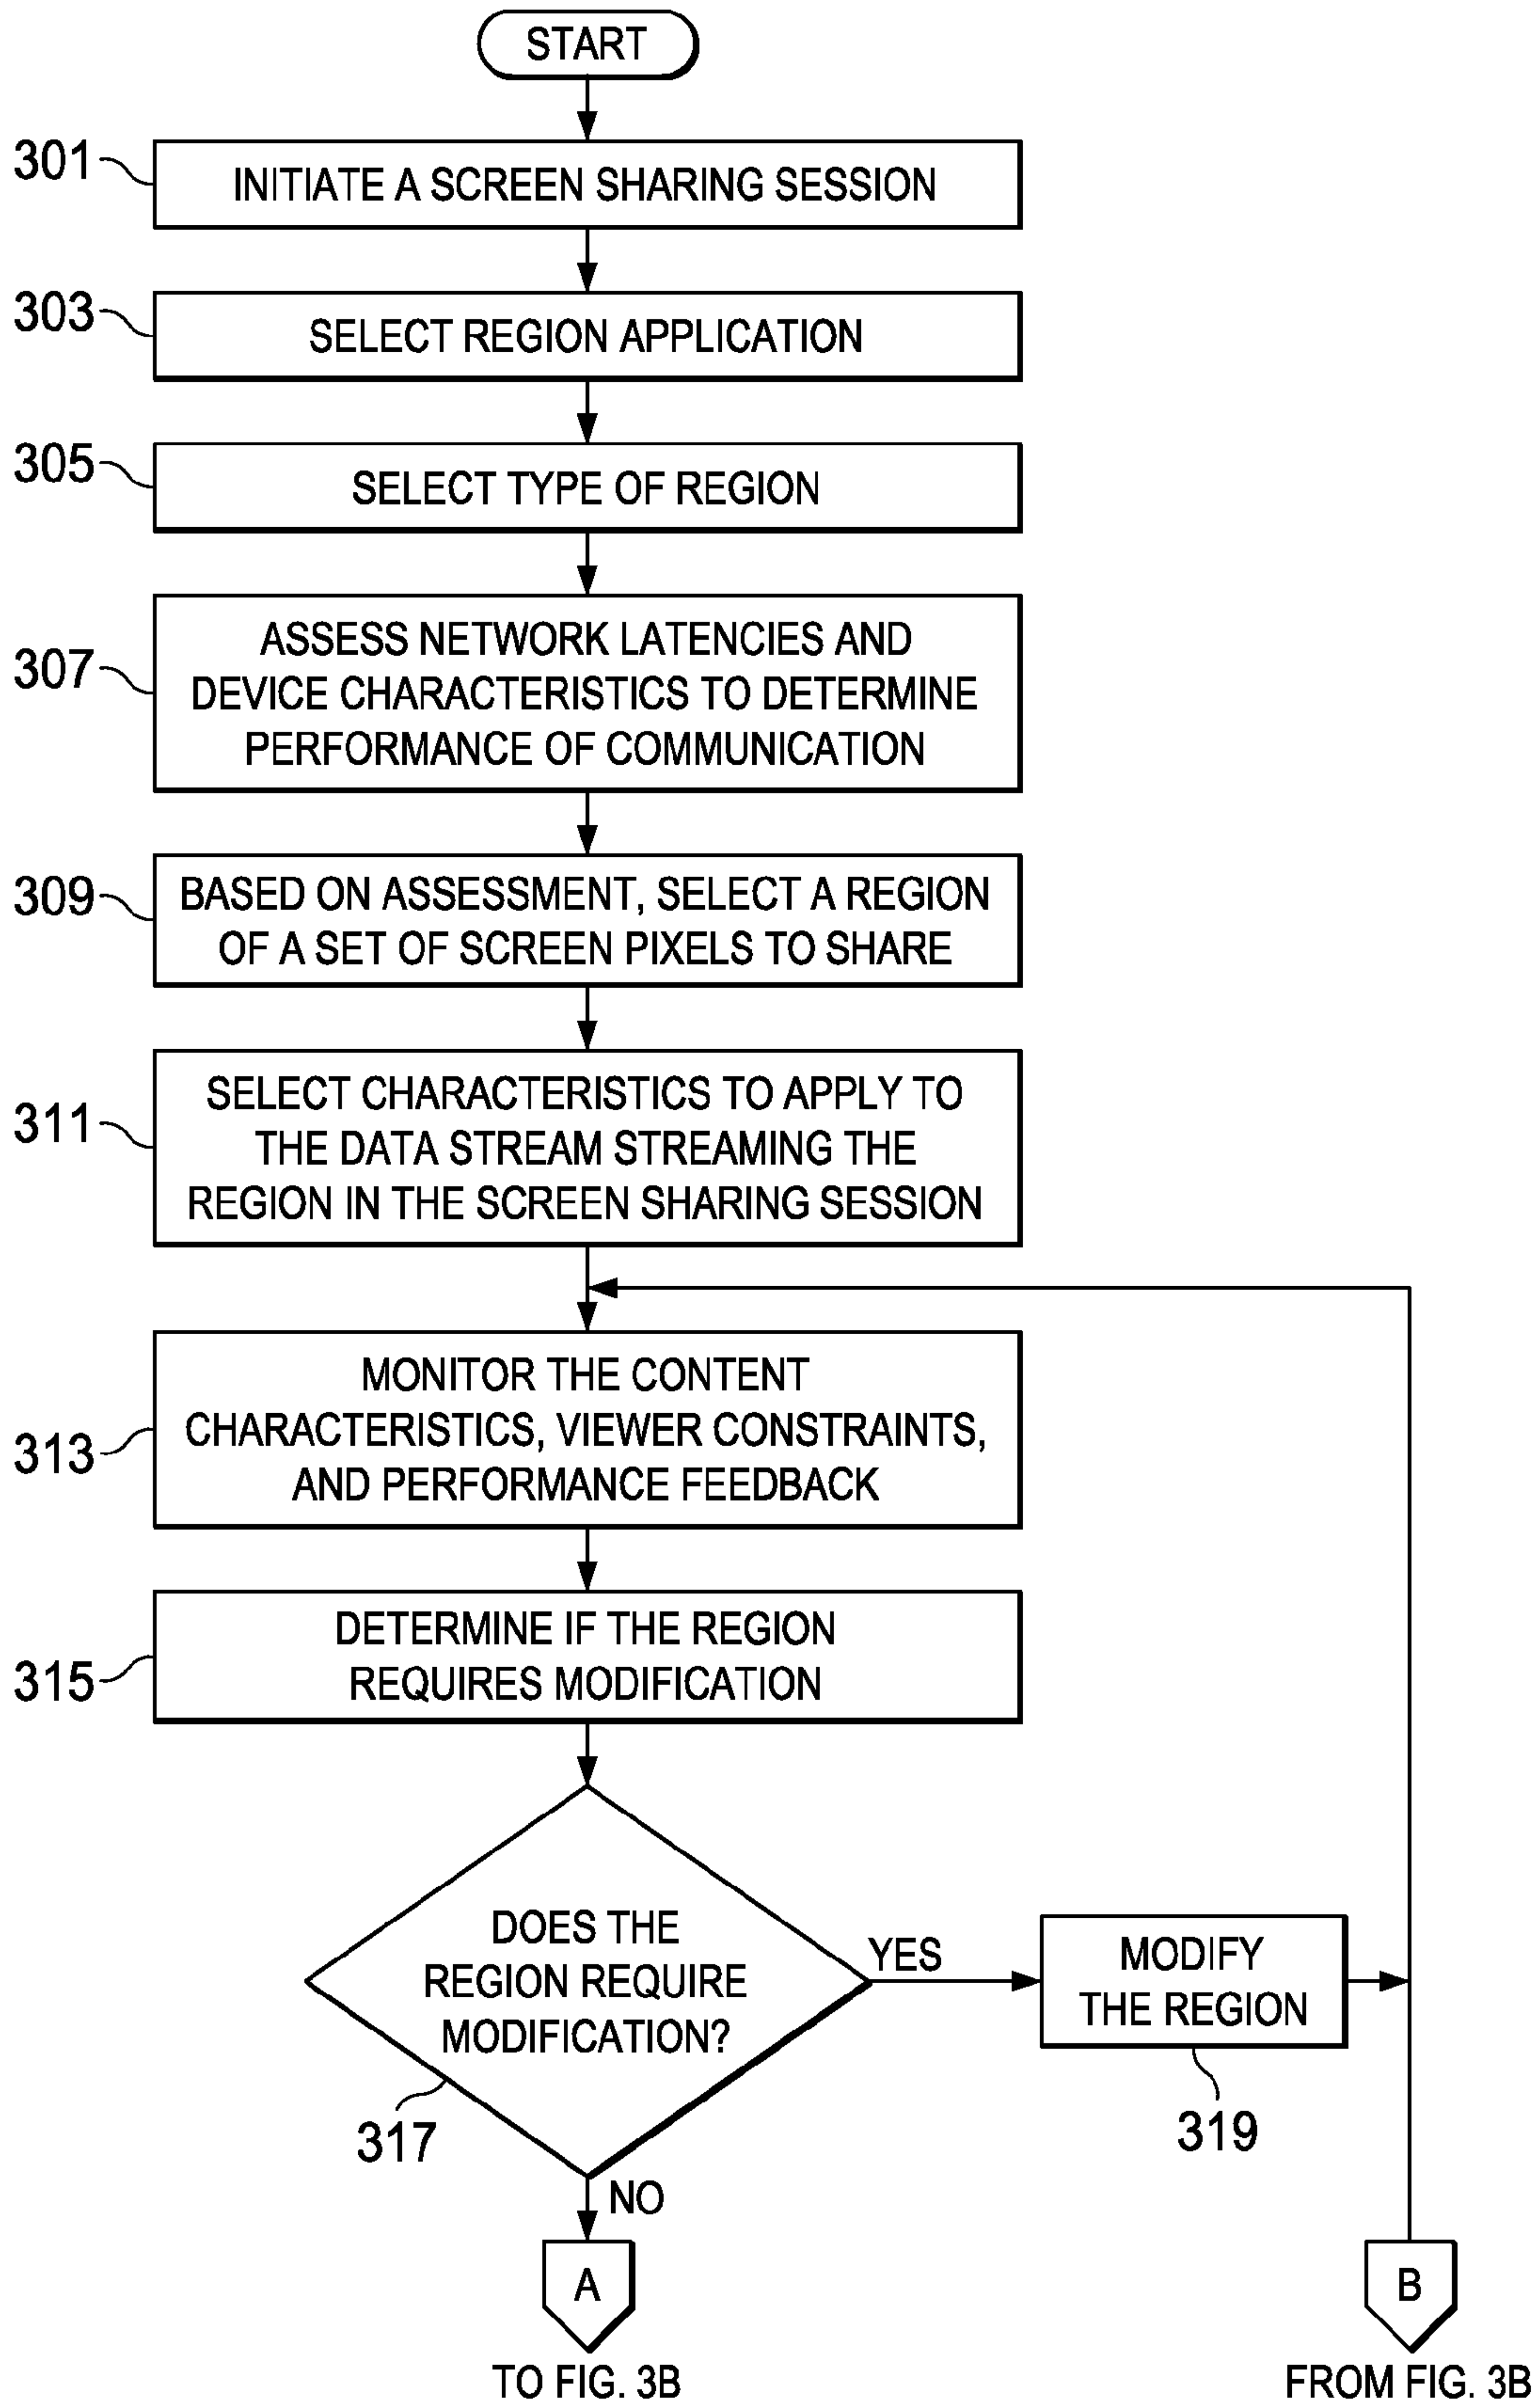 START
301
INITIATE A SCREEN SHARING SESSION
303
SELECT REGION APPLICATION
305
SELECT TYPE OF REGION
307
ASSESS NETWORK LATENCIES AND
DEVICE CHARACTERISTICS TO DETERMINE
PERFORMANCE OF COMMUNICATION
309
BASED ON ASSESSMENT, SELECT A REGION
OF A SET OF SCREEN PIXELS TO SHARE
311
SELECT CHARACTERISTICS TO APPLY TO
THE DATA STREAM STREAMING THE
REGION IN THE SCREEN SHARING SESSION
313
MONITOR THE CONTENT
CHARACTERISTICS, VIEWER CONSTRAINTS,
AND PERFORMANCE FEEDBACK
315
DETERMINE IF THE REGION
REQUIRES MODIFICATION
DOES THE
REGION REQUIRE
MODIFICATION?
317
YES
MODIFY
THE REGION
319
NO
A
TO FIG. 3B
B
FROM FIG. 3B